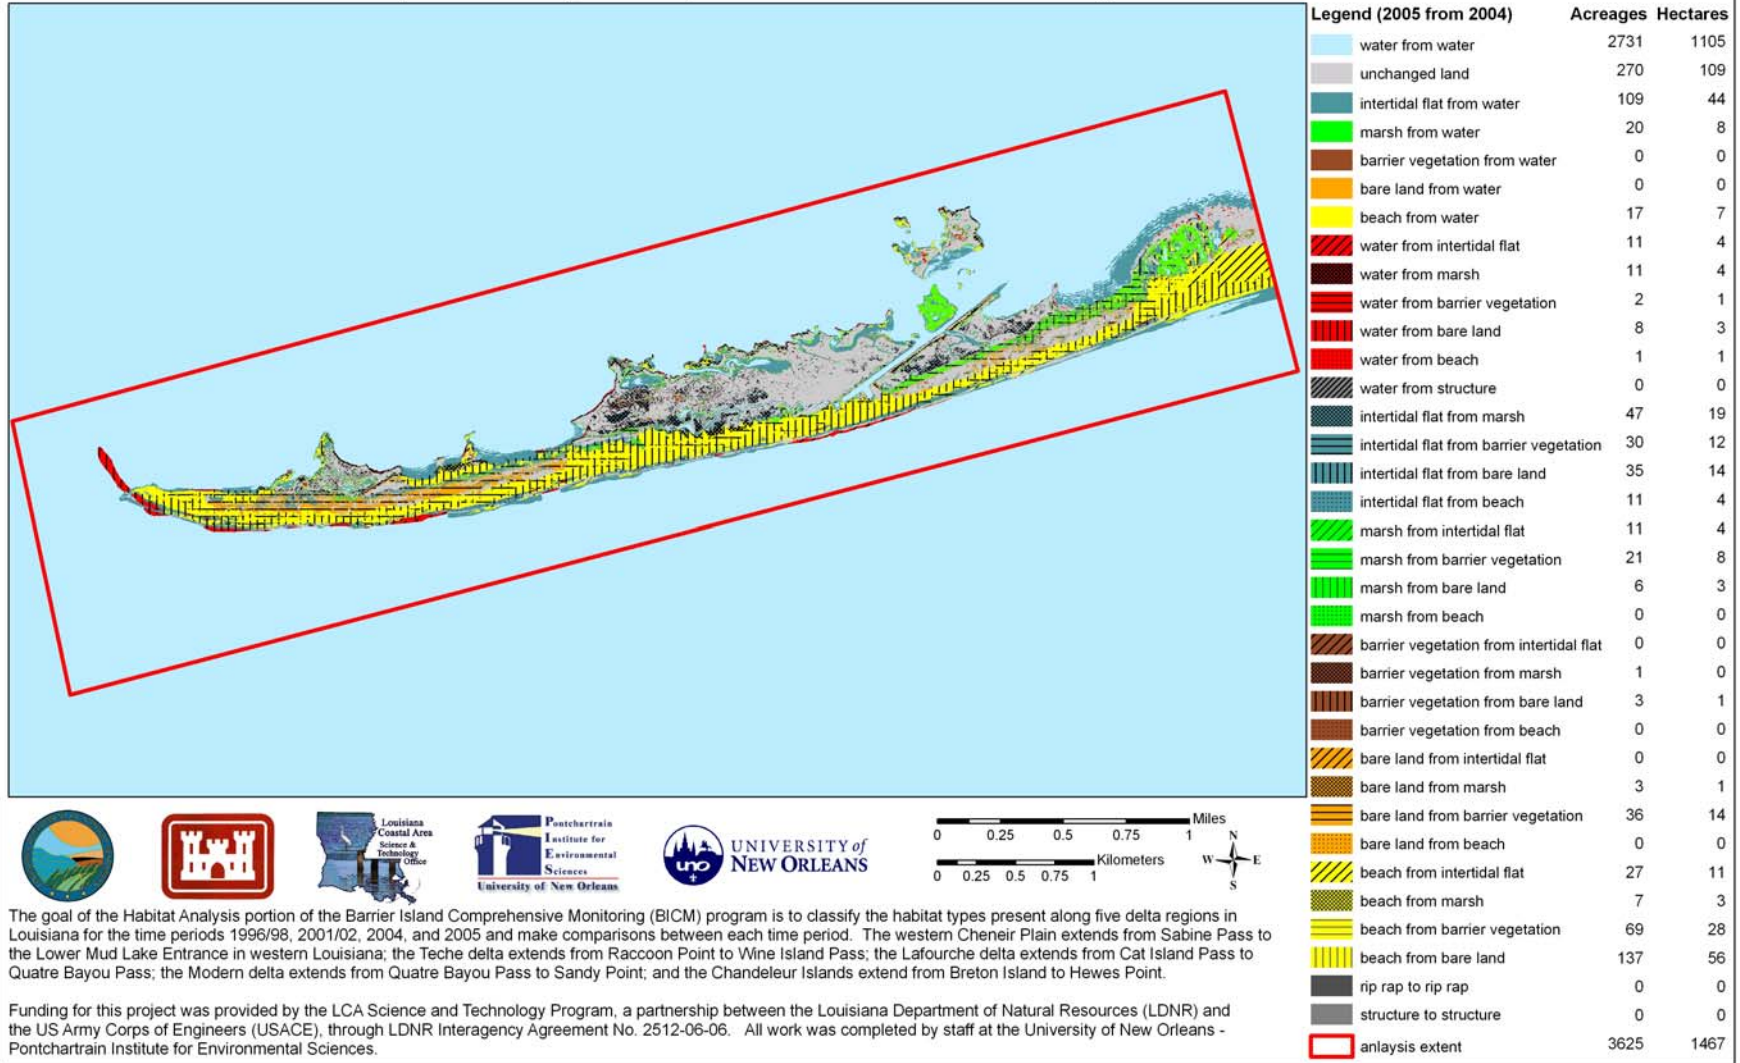 Legend (2005 from 2004) Acreages Hectares
water from water 2731 1105
unchanged land 270 109
intertidal flat from water 109 44
marsh from water 20 8
barrier vegetation from water 0 0
bare land from water 0 0
beach from water 17 7
water from intertidal flat 11 4
water from marsh 11 4
water from barrier vegetation 2 1
water from bare land 8 3
water from beach 1 1
water from structure 0 0
intertidal flat from marsh 47 19
intertidal flat from barrier vegetation 30 12
intertidal flat from bare land 35 14
intertidal flat from beach 11 4
marsh from intertidal flat 11 4
marsh from barrier vegetation 21 8
marsh from bare land 6 3
marsh from beach 0 0
barrier vegetation from intertidal flat 0 0
barrier vegetation from marsh 1 0
barrier vegetation from bare land 3 1
barrier vegetation from beach 0 0
bare land from intertidal flat 0 0
bare land from marsh 3 1
bare land from barrier vegetation 36 14
bare land from beach 0 0
beach from intertidal flat 27 11
beach from marsh 7 3
beach from barrier vegetation 69 28
beach from bare land 137 56
rip rap to rip rap 0 0
structure to structure 0 0
anlaysis extent 3625 1467
Louisiana
Coastal Area
Science &
Technology
Office
Pontchartrain
Institute for
Environmental
Sciences
University of New Orleans
uno
UNIVERSITY of
NEW ORLEANS
Miles
0 0.25 0.5 0.75 1
Kilometers
0 0.25 0.5 0.75 1
N
W E
S
The goal of the Habitat Analysis portion of the Barrier Island Comprehensive Monitoring (BICM) program is to classify the habitat types present along five delta regions in
Louisiana for the time periods 1996/98, 2001/02, 2004, and 2005 and make comparisons between each time period. The western Cheneir Plain extends from Sabine Pass to
the Lower Mud Lake Entrance in western Louisiana; the Teche delta extends from Raccoon Point to Wine Island Pass; the Lafourche delta extends from Cat Island Pass to
Quatre Bayou Pass; the Modern delta extends from Quatre Bayou Pass to Sandy Point; and the Chandeleur Islands extend from Breton Island to Hewes Point.
Funding for this project was provided by the LCA Science and Technology Program, a partnership between the Louisiana Department of Natural Resources (LDNR) and
the US Army Corps of Engineers (USACE), through LDNR Interagency Agreement No. 2512-06-06. All work was completed by staff at the University of New Orleans -
Pontchartrain Institute for Environmental Sciences.